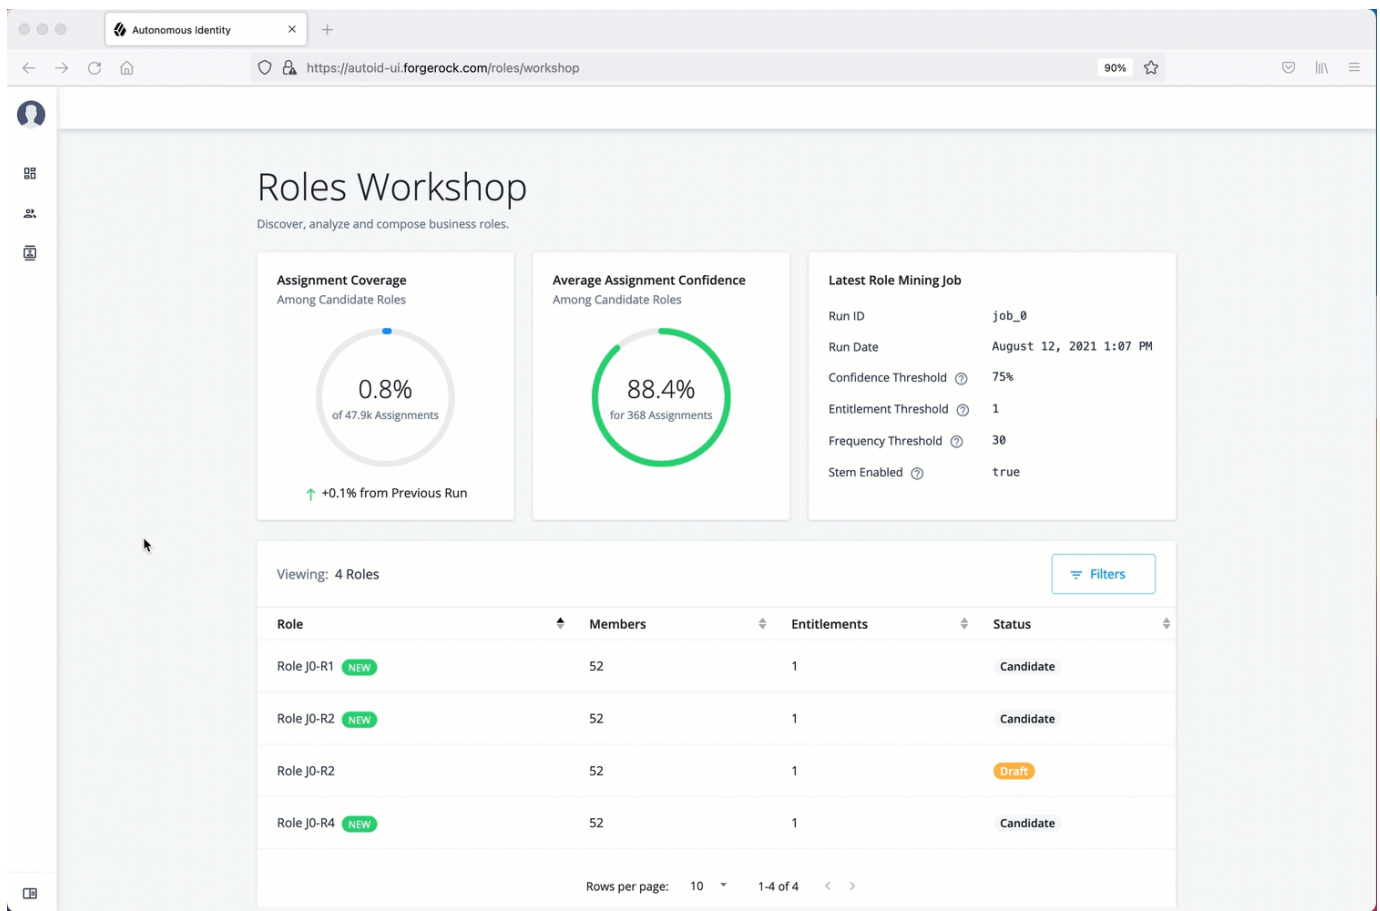 Autonomous Identity
https://autoid-ui.forgerock.com/roles/workshop
90%
Roles Workshop
Discover, analyze and compose business roles.
Assignment Coverage
Among Candidate Roles
0.8%
of 47.9k Assignments
+0.1% from Previous Run
Average Assignment Confidence
Among Candidate Roles
88.4%
for 368 Assignments
Latest Role Mining Job
Run ID job_0
Run Date August 12, 2021 1:07 PM
Confidence Threshold ? 75%
Entitlement Threshold ? 1
Frequency Threshold ? 30
Stem Enabled ? true
Viewing: 4 Roles
Filters
Role Members Entitlements Status
Role J0-R1 NEW 52 1 Candidate
Role J0-R2 NEW 52 1 Candidate
Role J0-R2 52 1 Draft
Role J0-R4 NEW 52 1 Candidate
Rows per page: 10 1-4 of 4